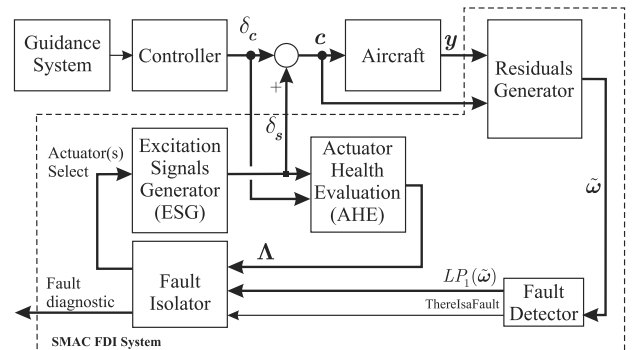 Guidance
System
Controller
δc
c
Aircraft
y
Residuals
Generator
+
δs
Actuator(s)
Select
Excitation
Signals
Generator
(ESG)
Actuator
Health
Evaluation
(AHE)
ω̃
Λ
Fault
diagnostic
Fault
Isolator
LP₁(ω̃)
ThereIsaFault
Fault
Detector
SMAC FDI System